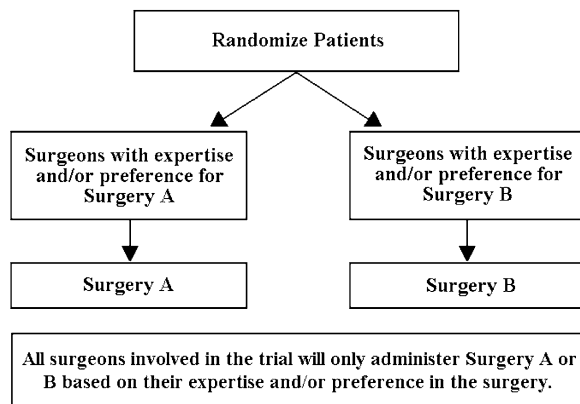 Randomize Patients
Surgeons with expertise
and/or preference for
Surgery A
Surgeons with expertise
and/or preference for
Surgery B
Surgery A
Surgery B
All surgeons involved in the trial will only administer Surgery A or
B based on their expertise and/or preference in the surgery.